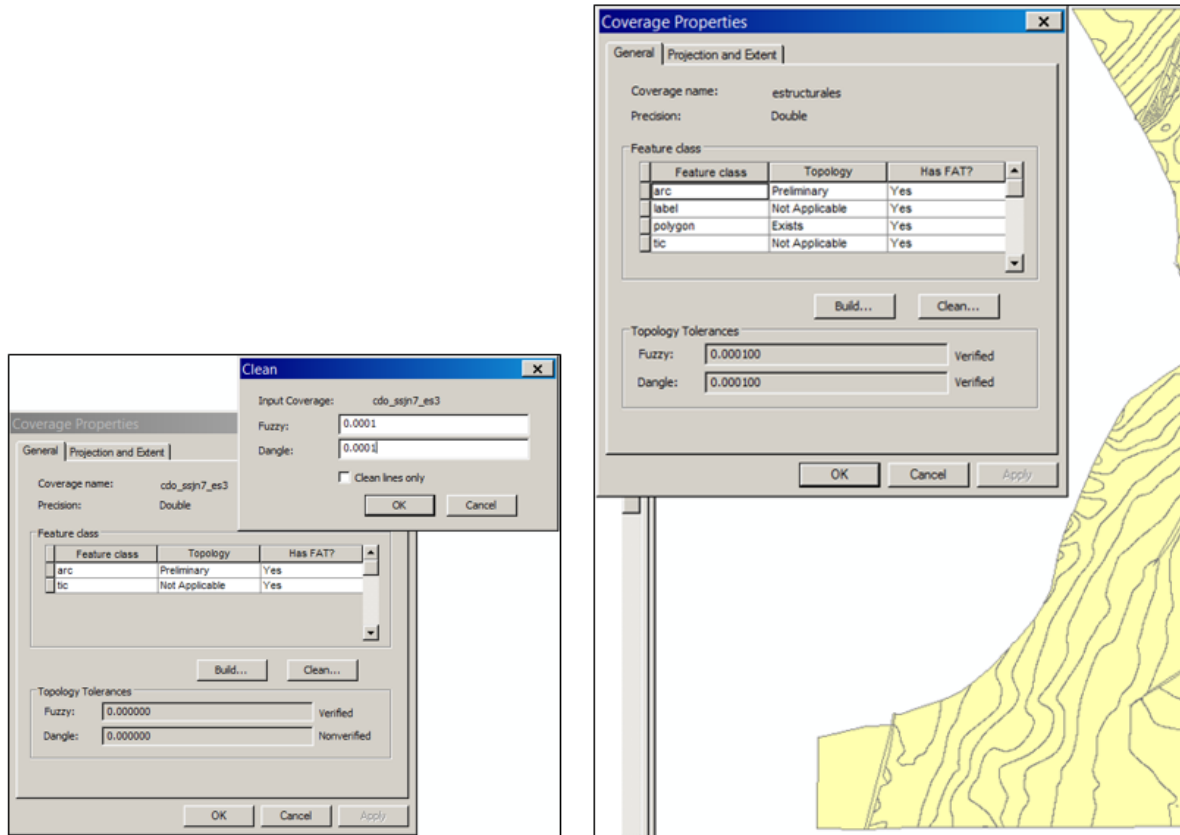 Clean
Input Coverage: cdo_ssjn7_es3
Fuzzy: 0.0001
Dangle: 0.0001
Clean lines only
OK Cancel
Coverage Properties
General Projection and Extent
Coverage name: cdo_ssjn7_es3
Precision: Double
Feature class
Feature class Topology Has FAT?
arc Preliminary Yes
tic Not Applicable Yes
Build... Clean...
Topology Tolerances
Fuzzy: 0.000000 Verified
Dangle: 0.000000 Nonverified
OK Cancel Apply
Coverage Properties
General Projection and Extent
Coverage name: estructurales
Precision: Double
Feature class
Feature class Topology Has FAT?
arc Preliminary Yes
label Not Applicable Yes
polygon Exists Yes
tic Not Applicable Yes
Build... Clean...
Topology Tolerances
Fuzzy: 0.000100 Verified
Dangle: 0.000100 Verified
OK Cancel Apply